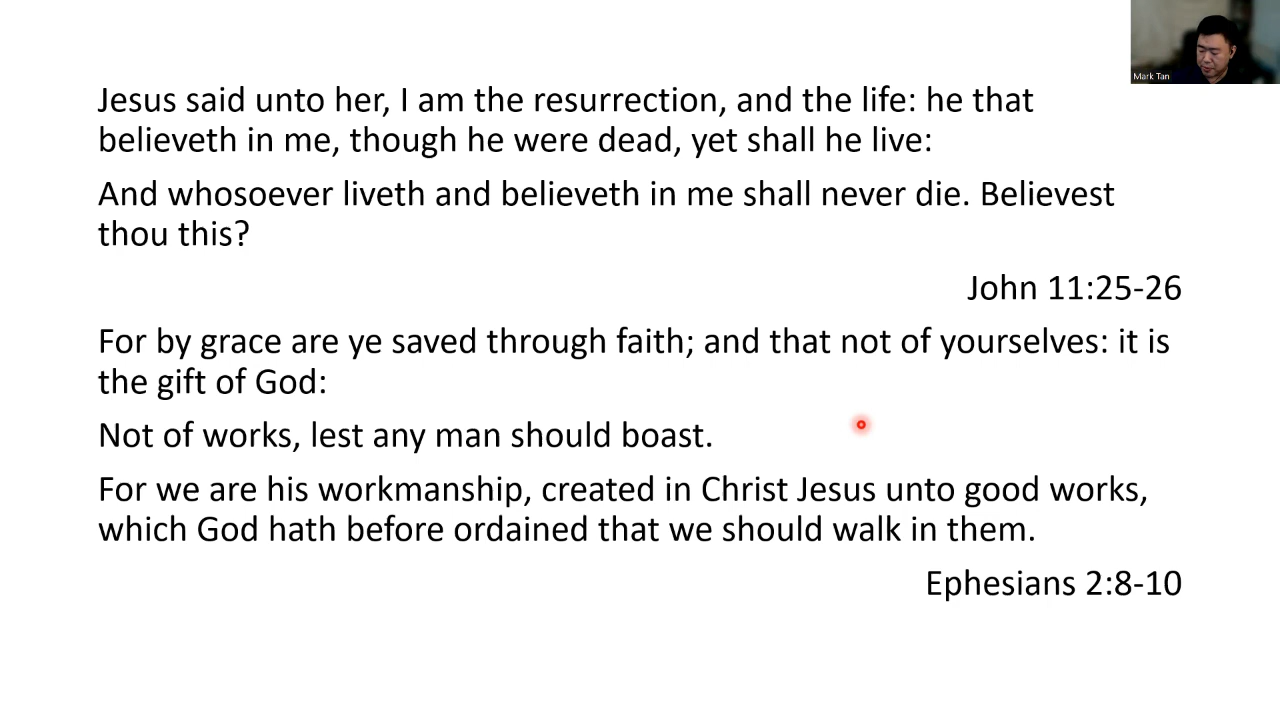 Mark Tan
Jesus said unto her, I am the resurrection, and the life: he that
believeth in me, though he were dead, yet shall he live:
And whosoever liveth and believeth in me shall never die. Believest
thou this?
John 11:25-26
For by grace are ye saved through faith; and that not of yourselves: it is
the gift of God:
Not of works, lest any man should boast.
For we are his workmanship, created in Christ Jesus unto good works,
which God hath before ordained that we should walk in them.
Ephesians 2:8-10